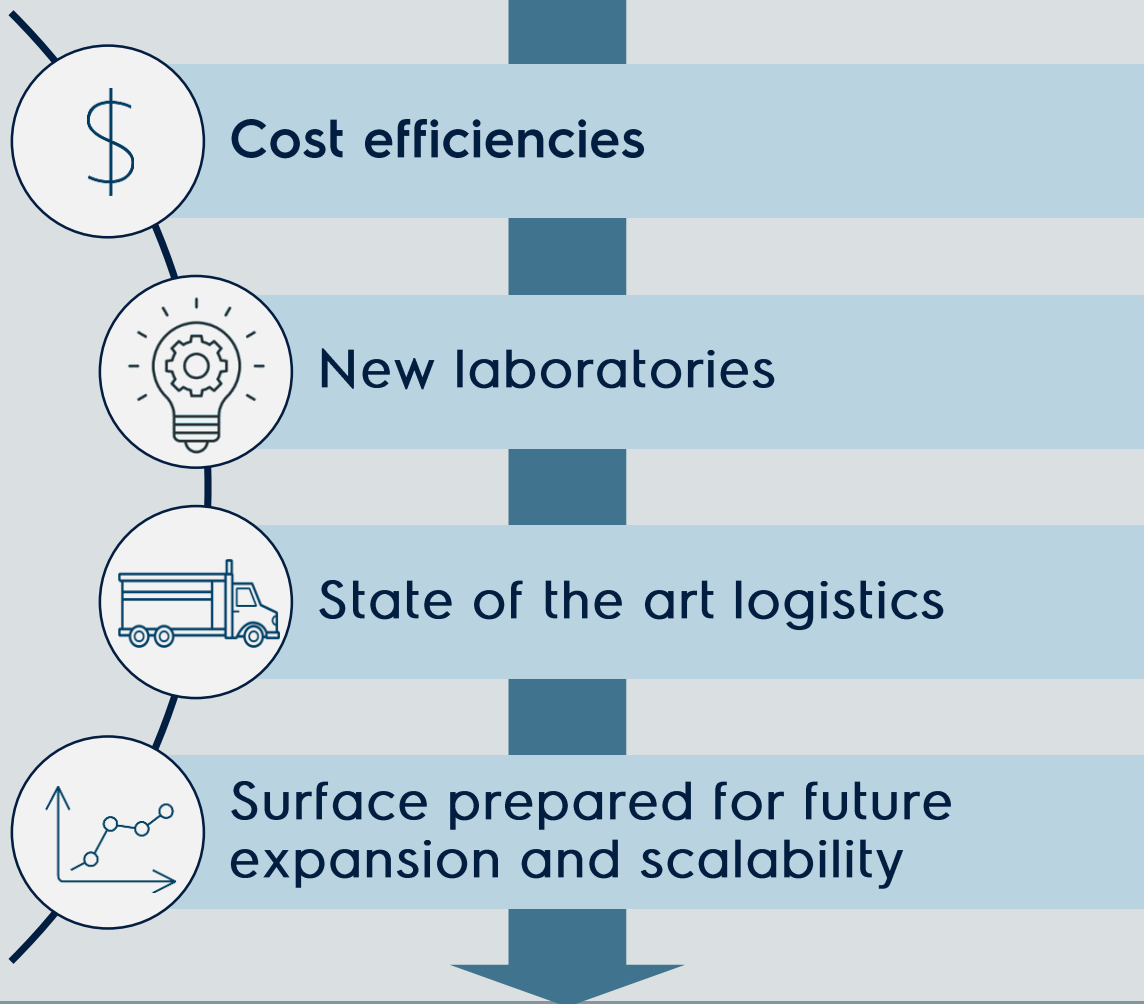 Cost efficiencies
New laboratories
State of the art logistics
Surface prepared for future
expansion and scalability